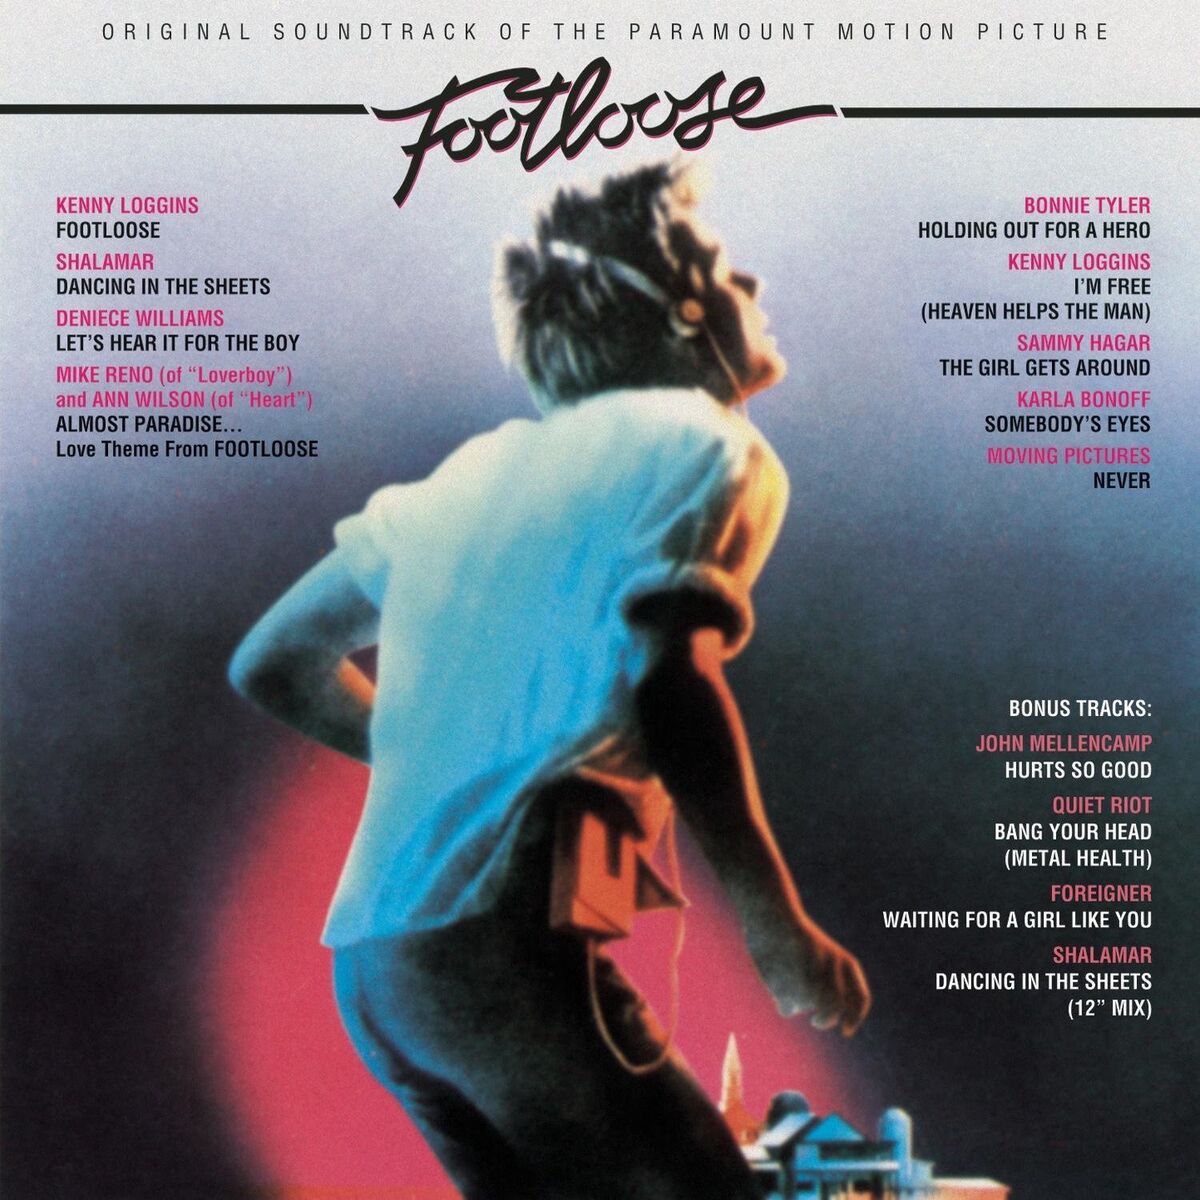 ORIGINAL SOUNDTRACK OF THE PARAMOUNT MOTION PICTURE
Footloose
KENNY LOGGINS
FOOTLOOSE
SHALAMAR
DANCING IN THE SHEETS
DENIECE WILLIAMS
LET'S HEAR IT FOR THE BOY
MIKE RENO (of “Loverboy”)
and ANN WILSON (of “Heart”)
ALMOST PARADISE...
Love Theme From FOOTLOOSE
BONNIE TYLER
HOLDING OUT FOR A HERO
KENNY LOGGINS
I'M FREE
(HEAVEN HELPS THE MAN)
SAMMY HAGAR
THE GIRL GETS AROUND
KARLA BONOFF
SOMEBODY'S EYES
MOVING PICTURES
NEVER
BONUS TRACKS:
JOHN MELLENCAMP
HURTS SO GOOD
QUIET RIOT
BANG YOUR HEAD
(METAL HEALTH)
FOREIGNER
WAITING FOR A GIRL LIKE YOU
SHALAMAR
DANCING IN THE SHEETS
(12” MIX)